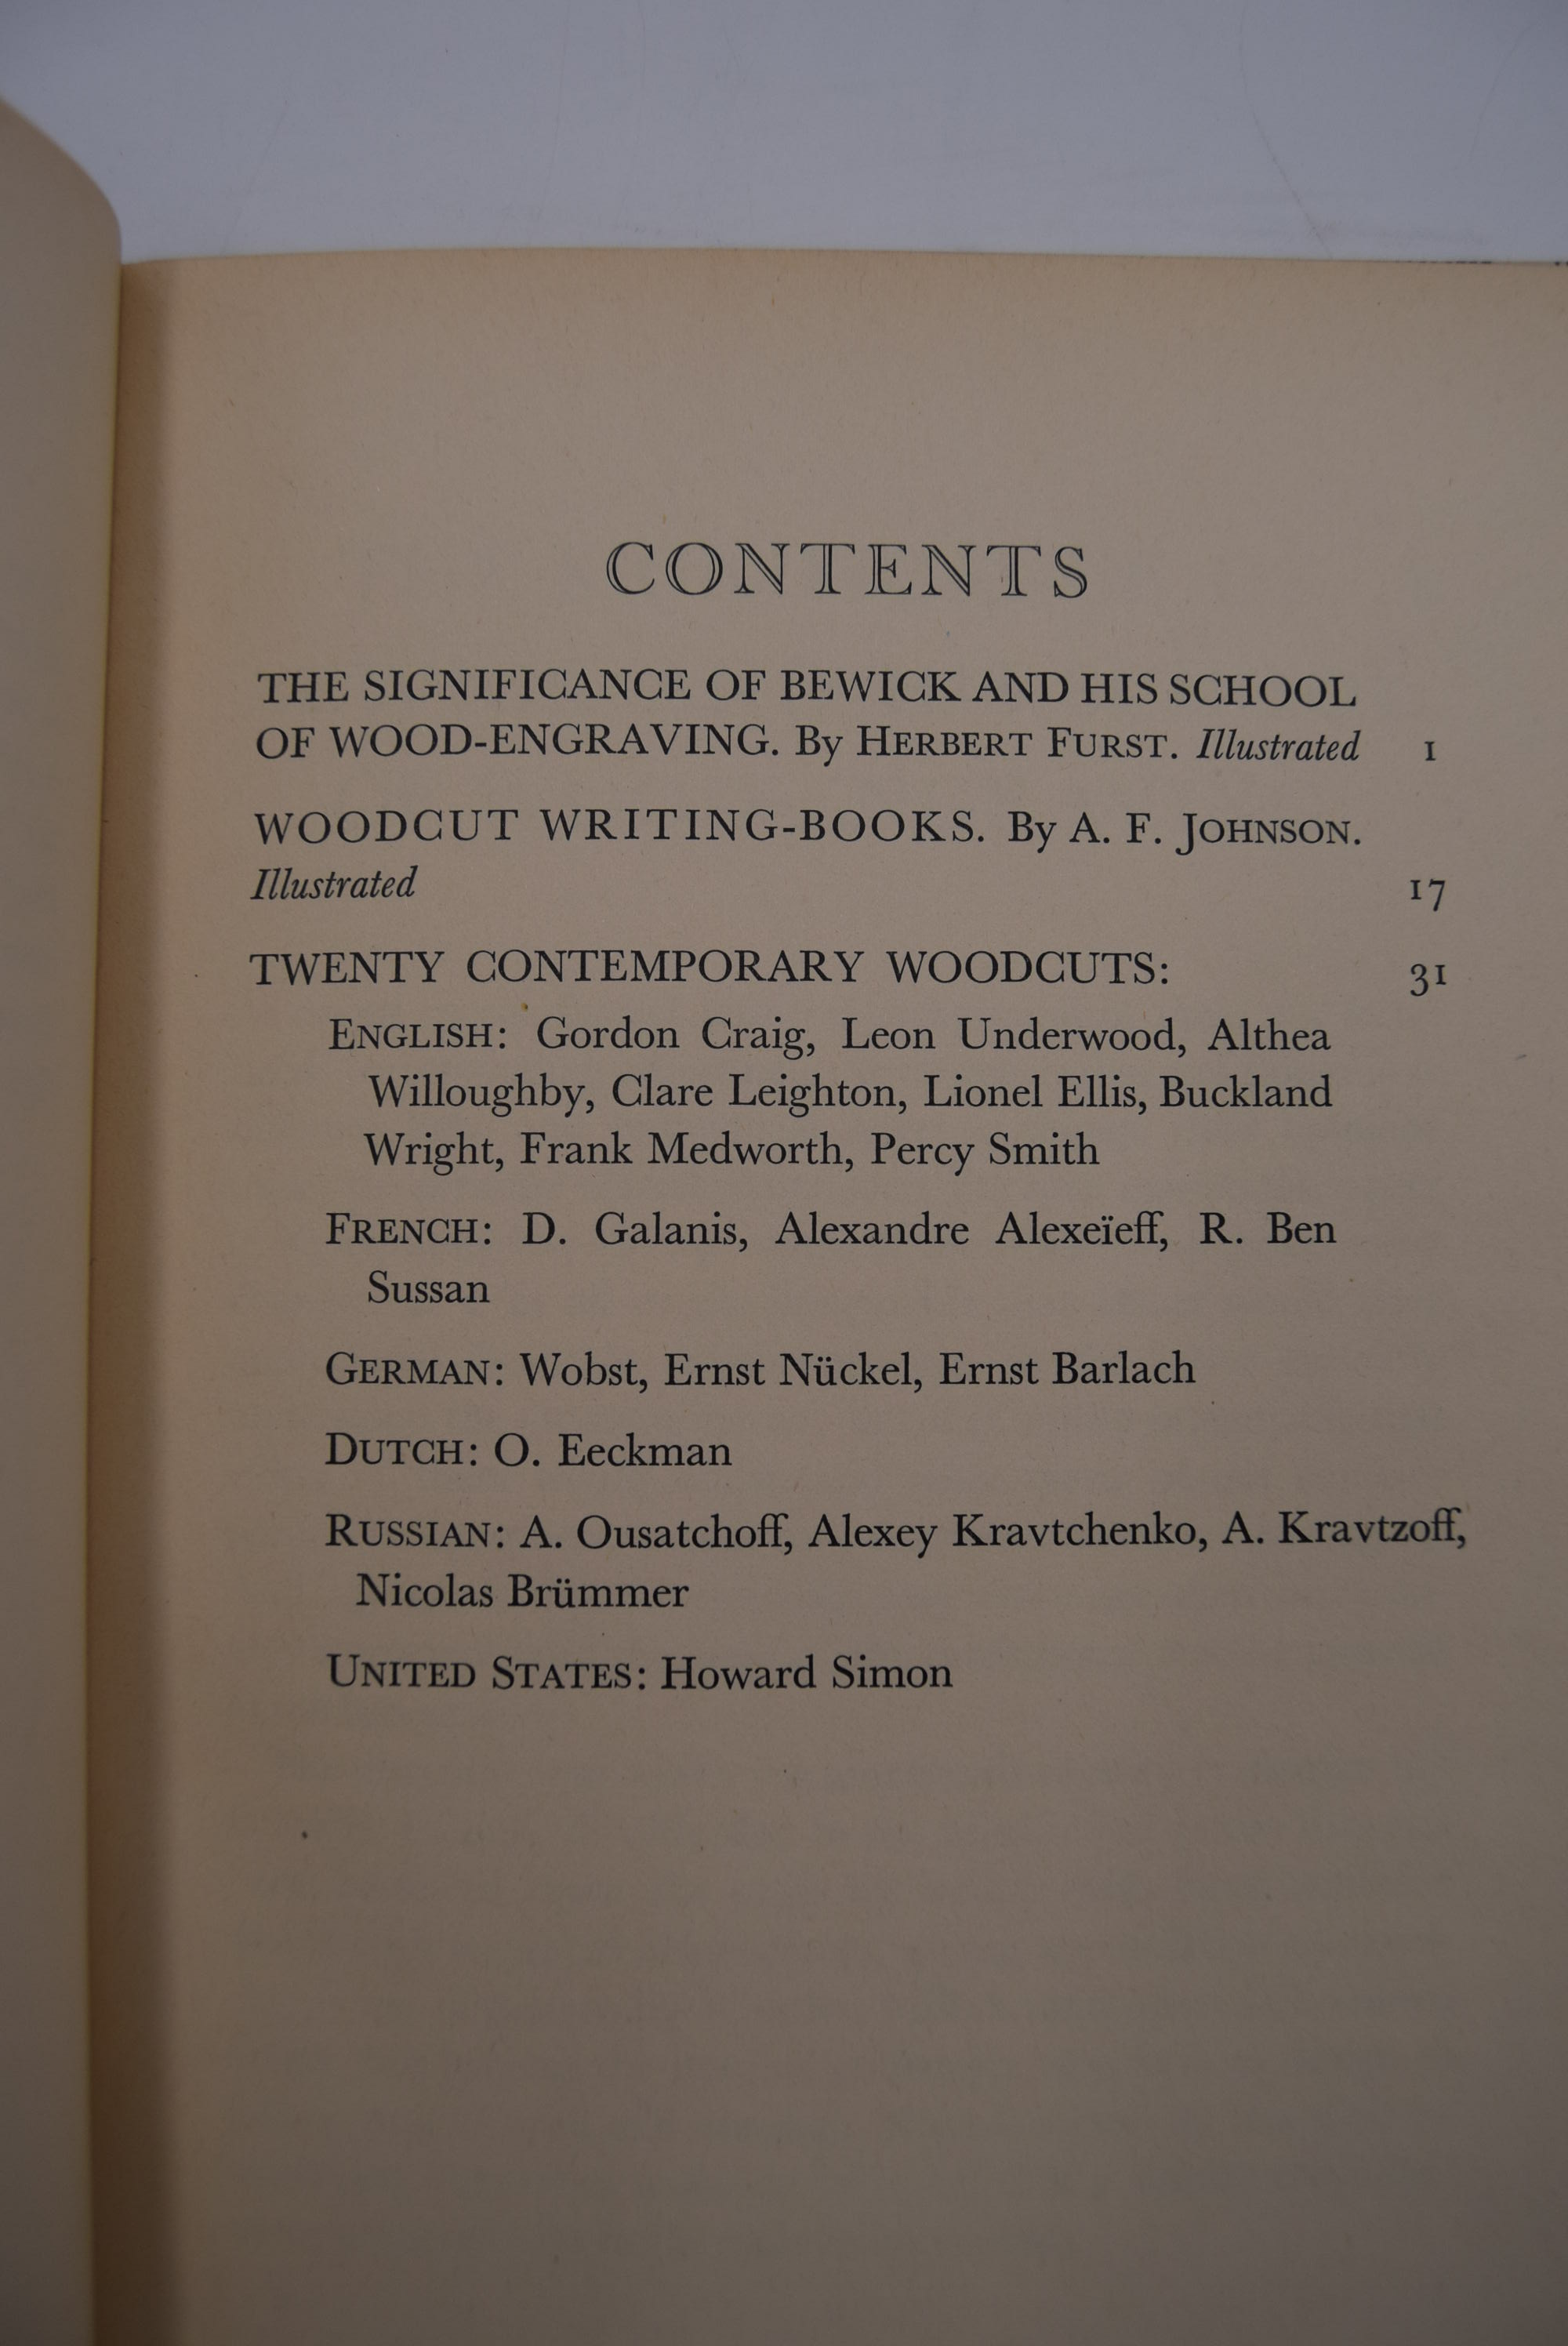 CONTENTS
THE SIGNIFICANCE OF BEWICK AND HIS SCHOOL
OF WOOD-ENGRAVING. By HERBERT FURST. Illustrated 1
WOODCUT WRITING-BOOKS. By A. F. JOHNSON.
Illustrated 17
TWENTY CONTEMPORARY WOODCUTS: 31
ENGLISH: Gordon Craig, Leon Underwood, Althea
Willoughby, Clare Leighton, Lionel Ellis, Buckland
Wright, Frank Medworth, Percy Smith
FRENCH: D. Galanis, Alexandre Alexeïeff, R. Ben
Sussan
GERMAN: Wobst, Ernst Nückel, Ernst Barlach
DUTCH: O. Eeckman
RUSSIAN: A. Ousatchoff, Alexey Kravtchenko, A. Kravtzoff,
Nicolas Brümmer
UNITED STATES: Howard Simon